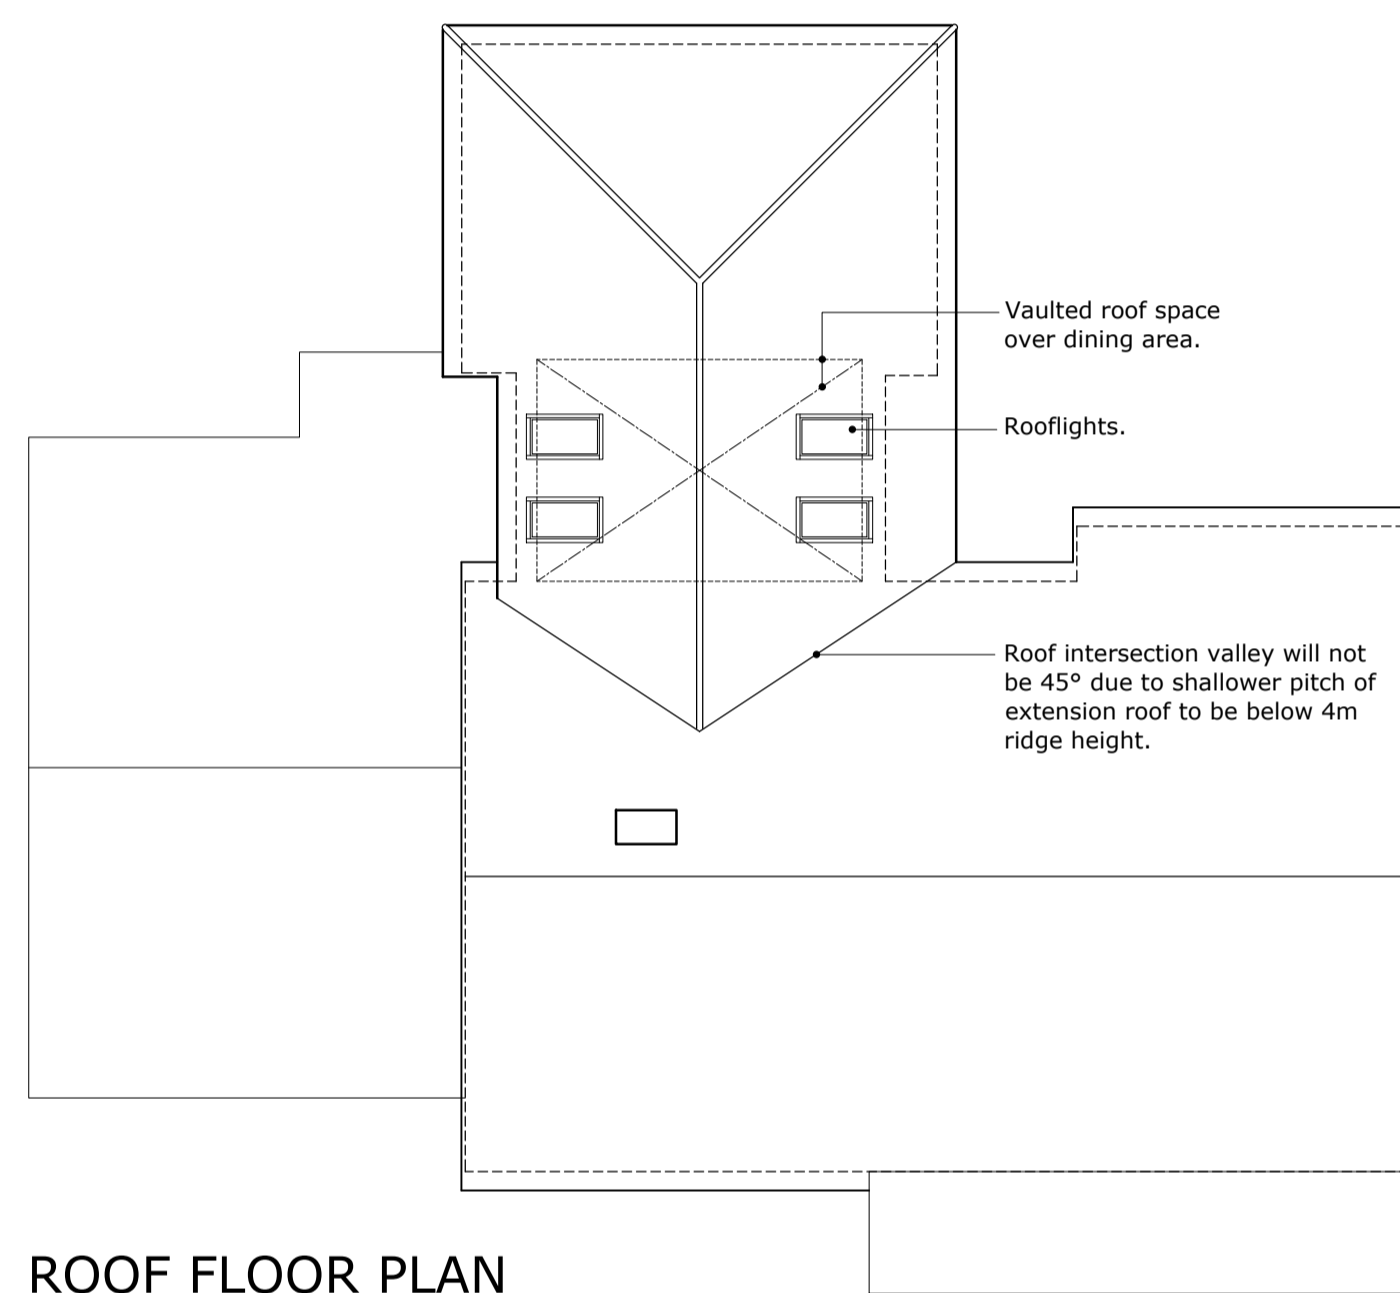 Vaulted roof space
over dining area.
Rooflights.
Roof intersection valley will not
be 45° due to shallower pitch of
extension roof to be below 4m
ridge height.
ROOF FLOOR PLAN